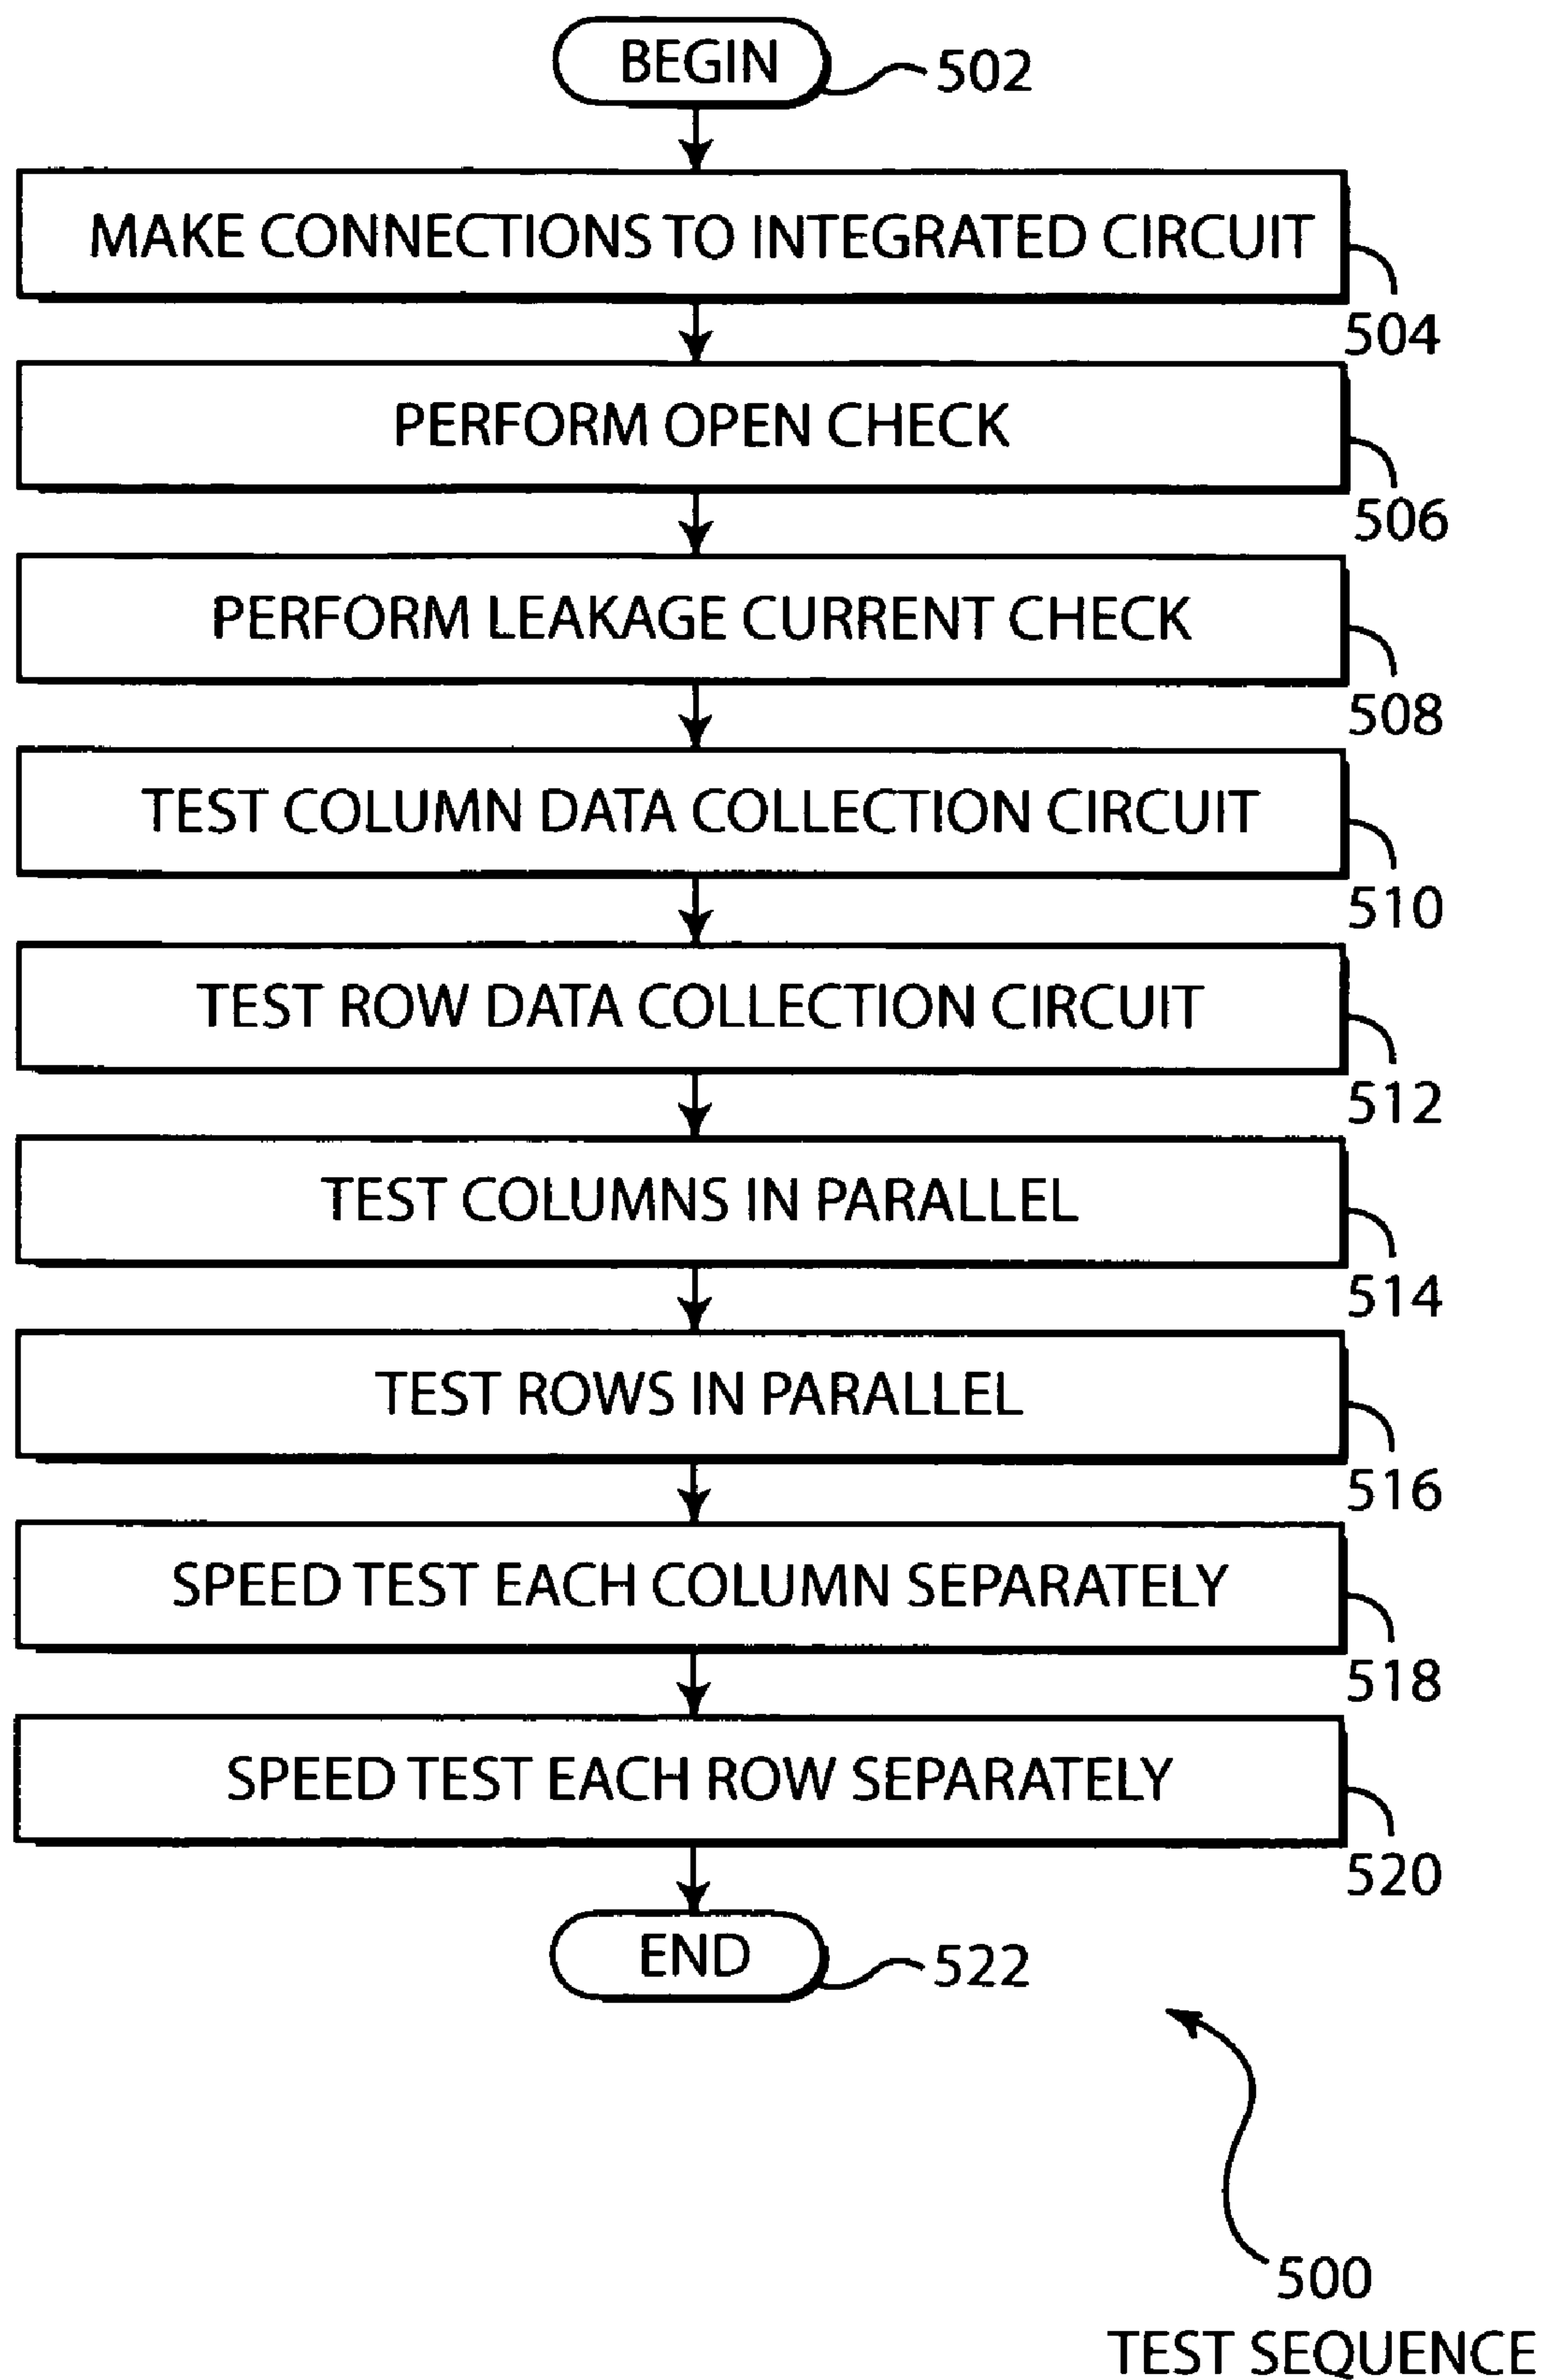 BEGIN
502
MAKE CONNECTIONS TO INTEGRATED CIRCUIT
504
PERFORM OPEN CHECK
506
PERFORM LEAKAGE CURRENT CHECK
508
TEST COLUMN DATA COLLECTION CIRCUIT
510
TEST ROW DATA COLLECTION CIRCUIT
512
TEST COLUMNS IN PARALLEL
514
TEST ROWS IN PARALLEL
516
SPEED TEST EACH COLUMN SEPARATELY
518
SPEED TEST EACH ROW SEPARATELY
520
END
522
500
TEST SEQUENCE